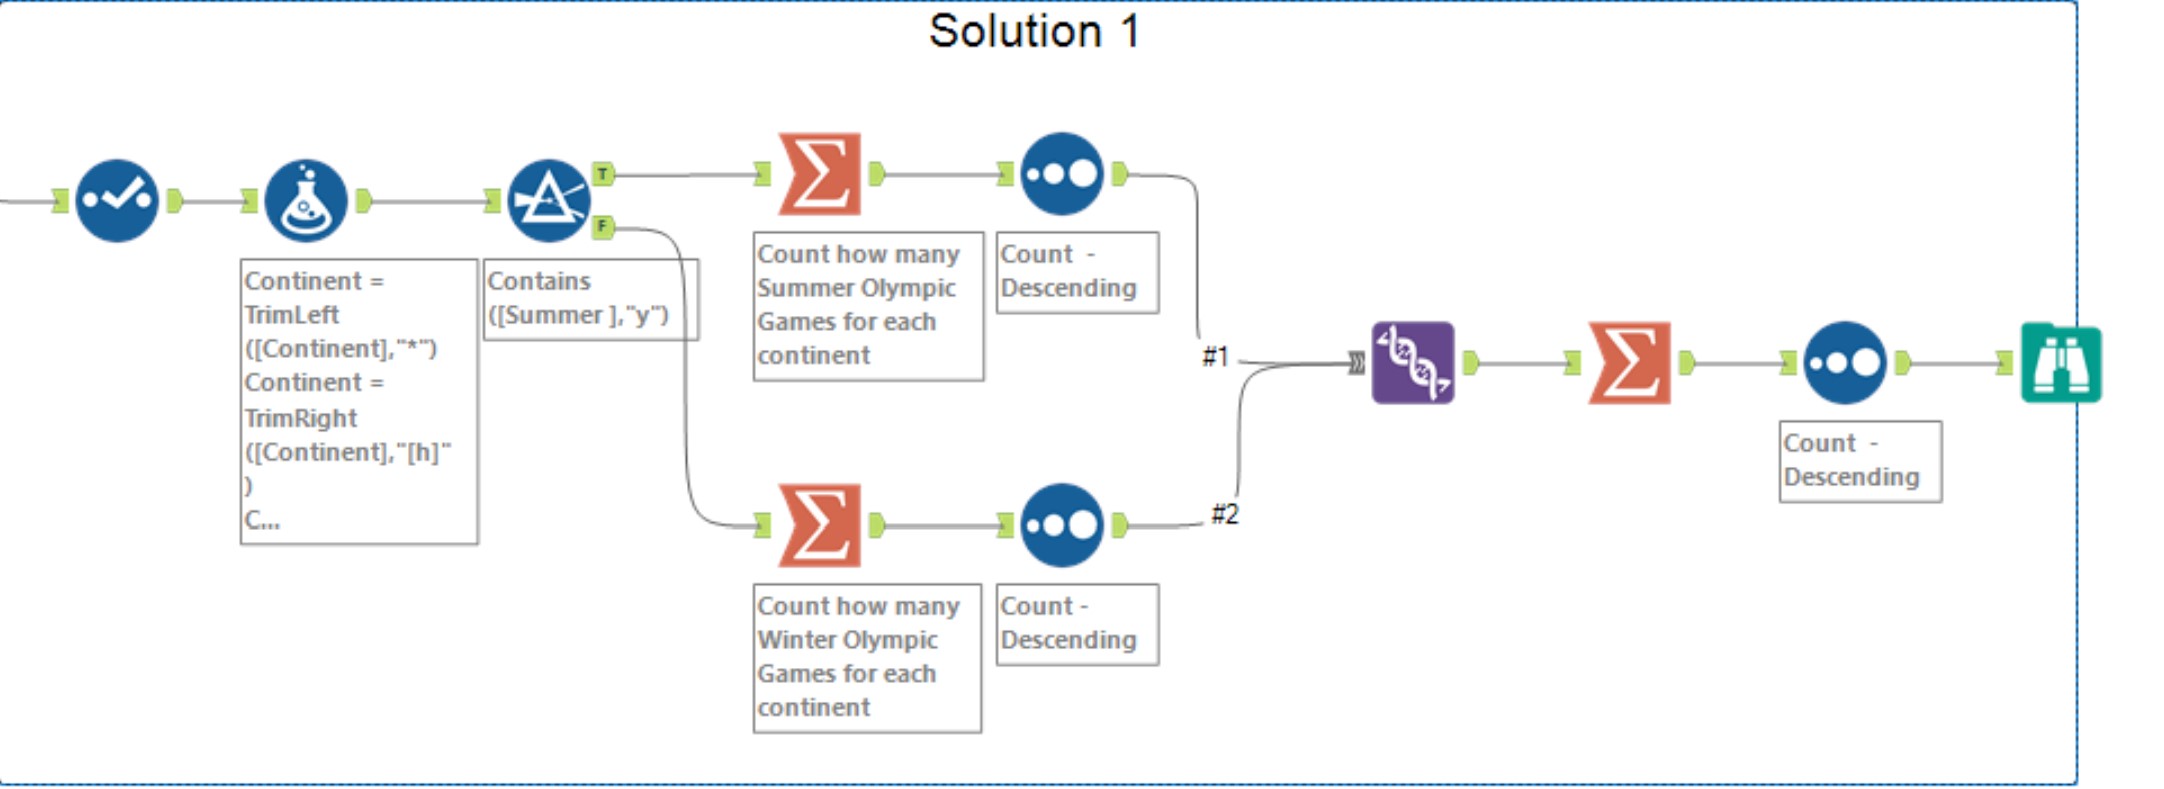 Solution 1
Continent =
TrimLeft
([Continent],"*")
Continent =
TrimRight
([Continent],"[h]"
)
C...
T
F
Contains
([Summer ],"y")
Count how many
Summer Olympic
Games for each
continent
Count -
Descending
#1
#2
Count how many
Winter Olympic
Games for each
continent
Count -
Descending
Count -
Descending